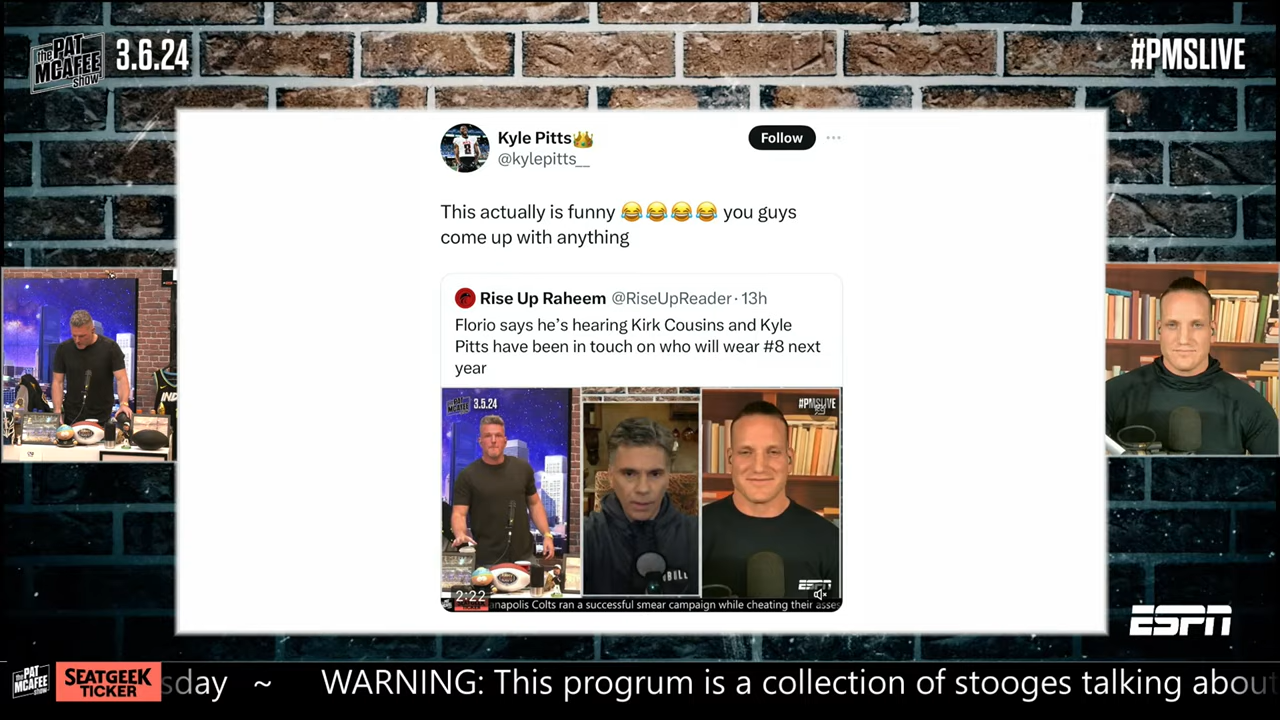 the PAT MCAFEE show
3.6.24
#PMSLIVE
Kyle Pitts👑
@kylepitts__
Follow
This actually is funny 😂😂😂😂 you guys
come up with anything
Rise Up Raheem @RiseUpReader · 13h
Florio says he's hearing Kirk Cousins and Kyle
Pitts have been in touch on who will wear #8 next
year
3.5.24
#PMSLIVE
ESPN
2:22
napolis Colts ran a successful smear campaign while cheating their asses
ESPN
the PAT MCAFEE show
SEATGEEK
TICKER
sday ~ WARNING: This progrum is a collection of stooges talking about